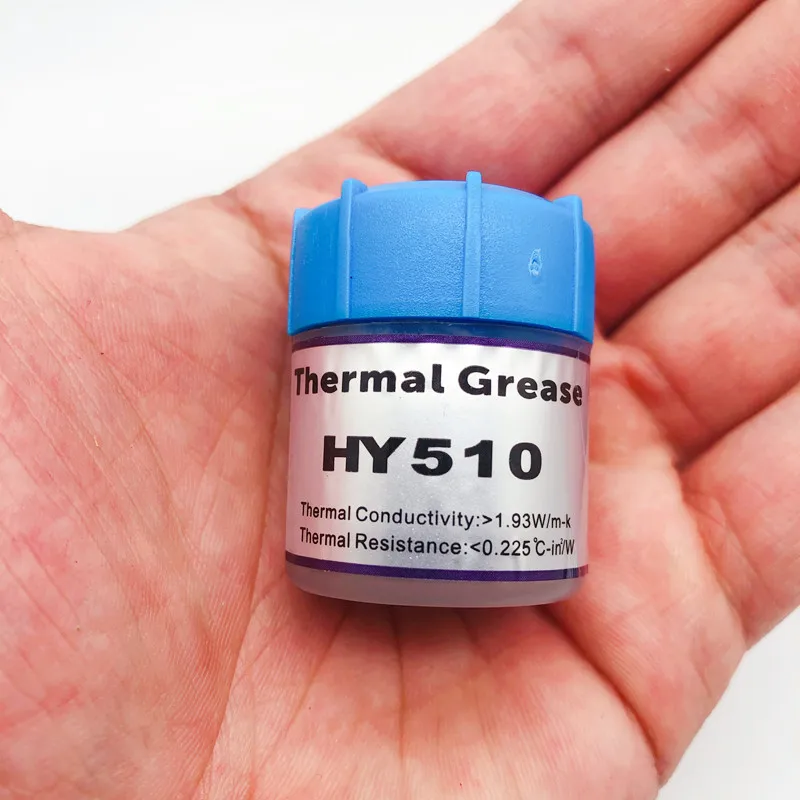 Thermal Grease
HY510
Thermal Conductivity:>1.93W/m-k
Thermal Resistance:<0.225℃-in²/W